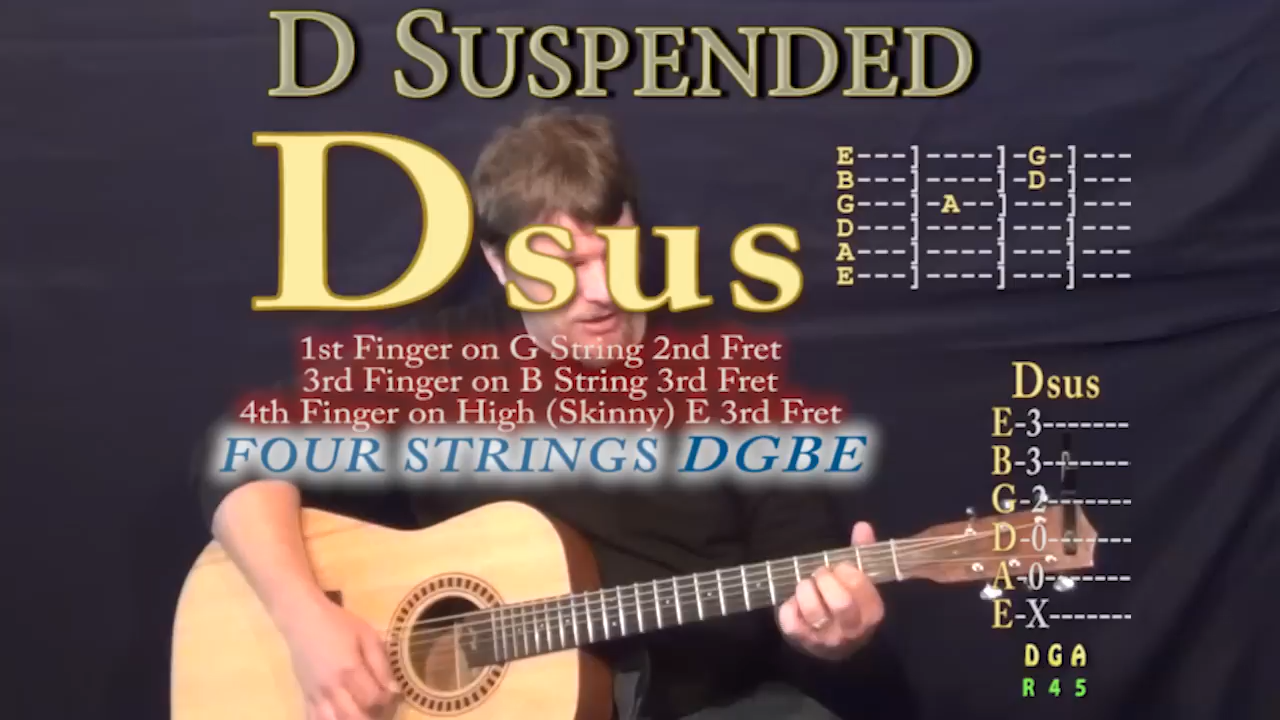 D SUSPENDED
Dsus
1st Finger on G String 2nd Fret
3rd Finger on B String 3rd Fret
4th Finger on High (Skinny) E 3rd Fret
FOUR STRINGS DGBE
E---]----]-G-]---
B---]----]-D-]---
G---]-A--]---]---
D---]----]---]---
A---]----]---]---
E---]----]---]---
Dsus
E-3-------
B-3-------
G-2-------
D-0-------
A-0-------
E-X-------
D G A
R 4 5